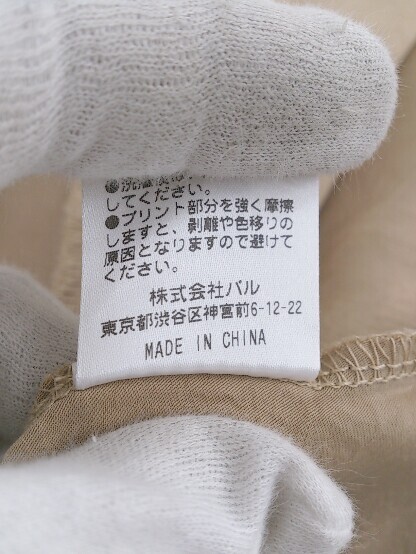 してください。
●プリント部分を強く摩擦
しますと、剥離や色移りの
原因となりますので避けて
ください。
株式会社パル
東京都渋谷区神宮前6-12-22
MADE IN CHINA